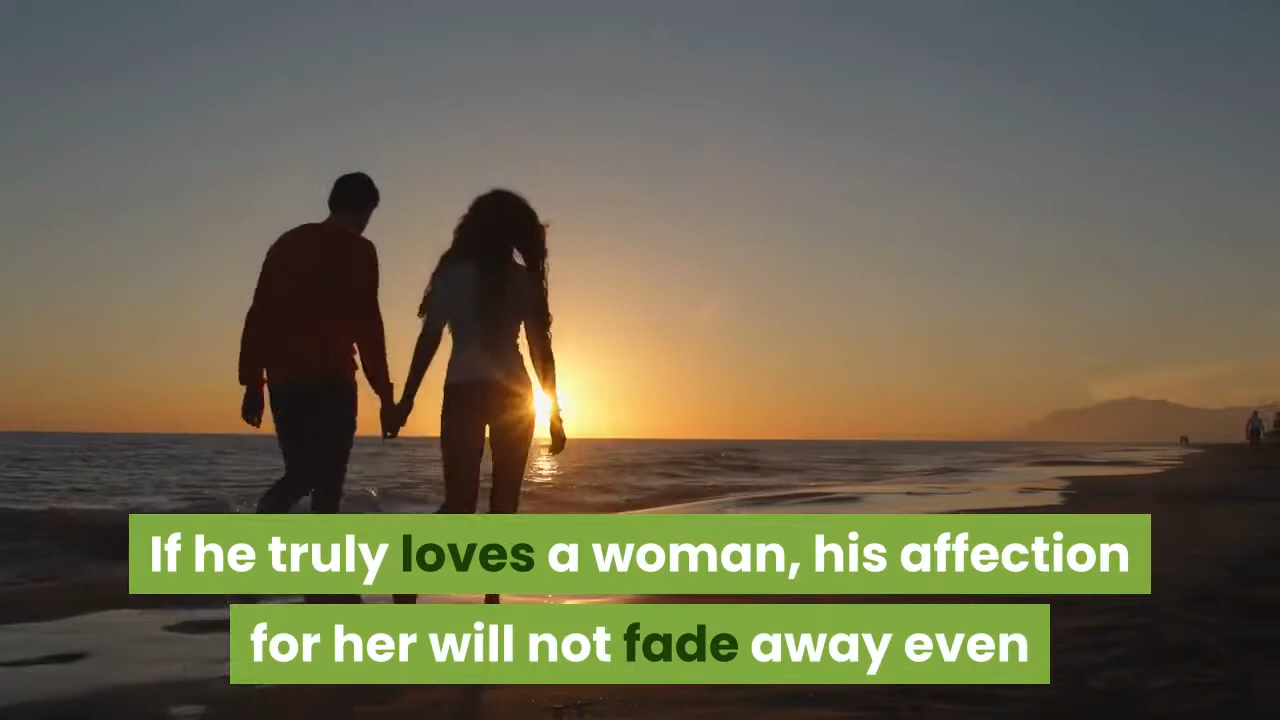 If he truly loves a woman, his affection
for her will not fade away even